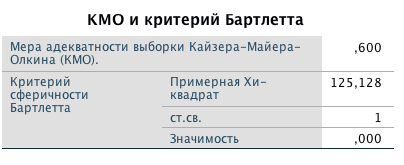 КМО и критерий Бартлетта
Мера адекватности выборки Кайзера-Майера-
Олкина (КМО).
,600
Критерий
сферичности
Бартлетта
Примерная Хи-
квадрат
125,128
ст.св.
1
Значимость
,000